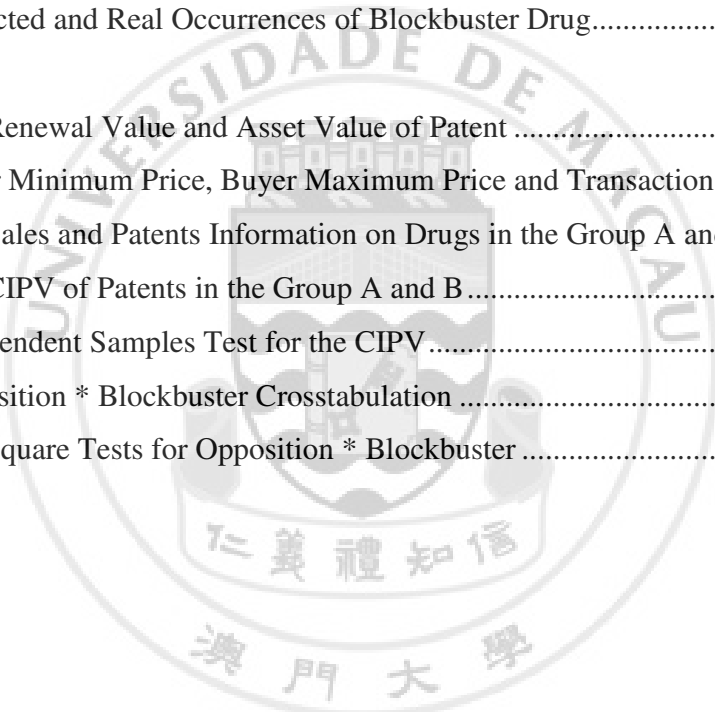 cted and Real Occurrences of Blockbuster Drug................
UNIVERSIDADE DE MACAU
Renewal Value and Asset Value of Patent ............................
r Minimum Price, Buyer Maximum Price and Transaction
ales and Patents Information on Drugs in the Group A and
CIPV of Patents in the Group A and B...................................
endent Samples Test for the CIPV........................................
sition * Blockbuster Crosstabulation ....................................
quare Tests for Opposition * Blockbuster ............................
仁義禮知信
澳門大學